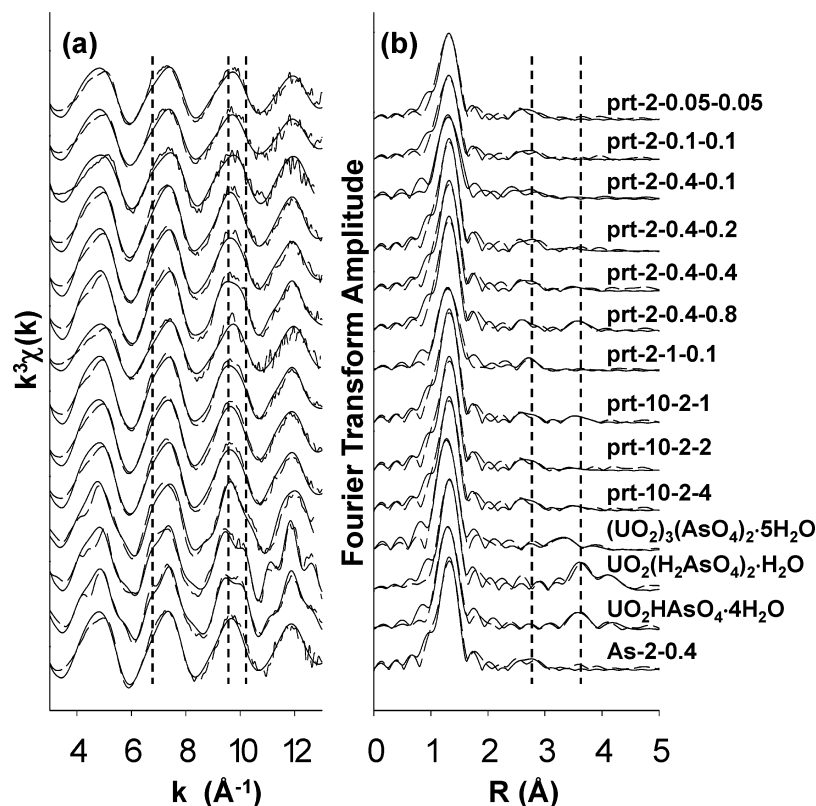 (a)
(b)
prt-2-0.05-0.05
prt-2-0.1-0.1
prt-2-0.4-0.1
prt-2-0.4-0.2
prt-2-0.4-0.4
prt-2-0.4-0.8
prt-2-1-0.1
prt-10-2-1
prt-10-2-2
prt-10-2-4
(UO₂)₃(AsO₄)₂·5H₂O
UO₂(H₂AsO₄)₂·H₂O
UO₂HAsO₄·4H₂O
As-2-0.4
k³χ(k)
Fourier Transform Amplitude
4 6 8 10 12
0 1 2 3 4 5
k (Å⁻¹)
R (Å)